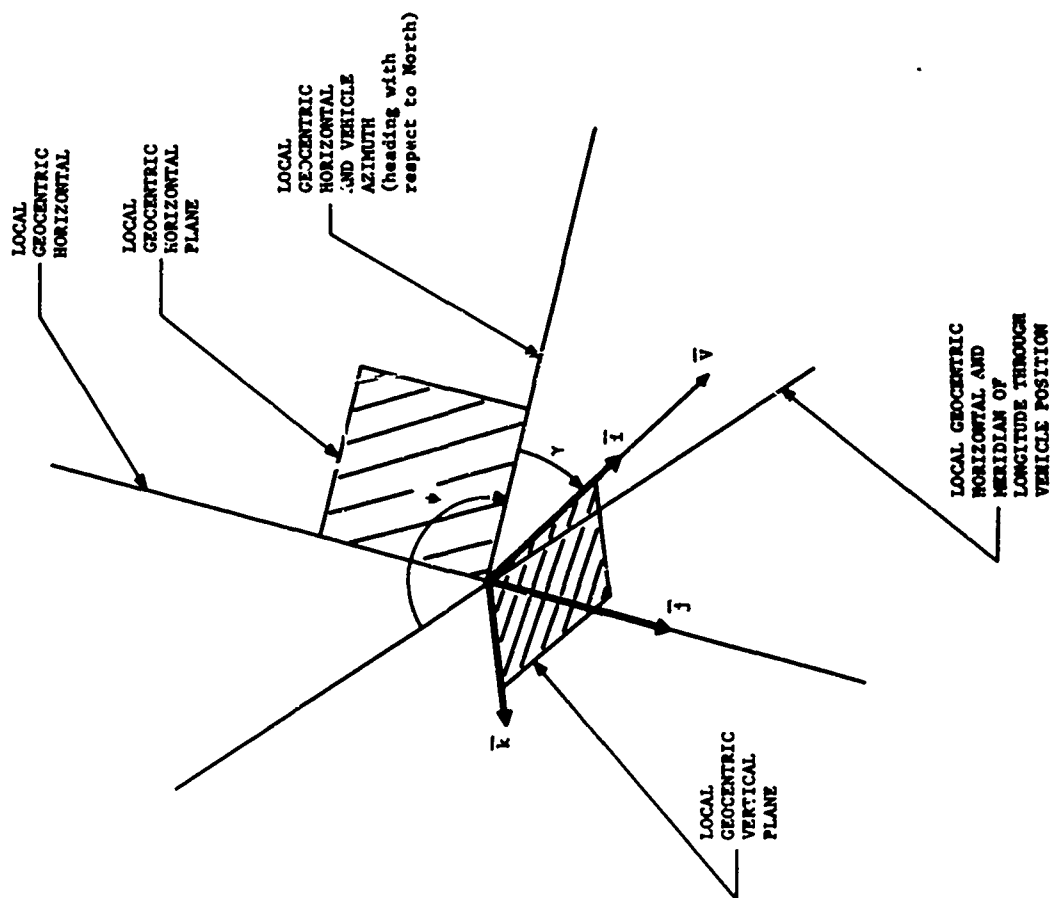 LOCAL
GEOCENTRIC
HORIZONTAL
LOCAL
GEOCENTRIC
HORIZONTAL
PLANE
LOCAL
GEOCENTRIC
HORIZONTAL
AND VEHICLE
AZIMUTH
(heading with
respect to North)
ψ
γ
V̅
i̅
j̅
k̅
LOCAL
GEOCENTRIC
VERTICAL
PLANE
LOCAL GEOCENTRIC
HORIZONTAL AND
MERIDIAN OF
LONGITUDE THROUGH
VEHICLE POSITION